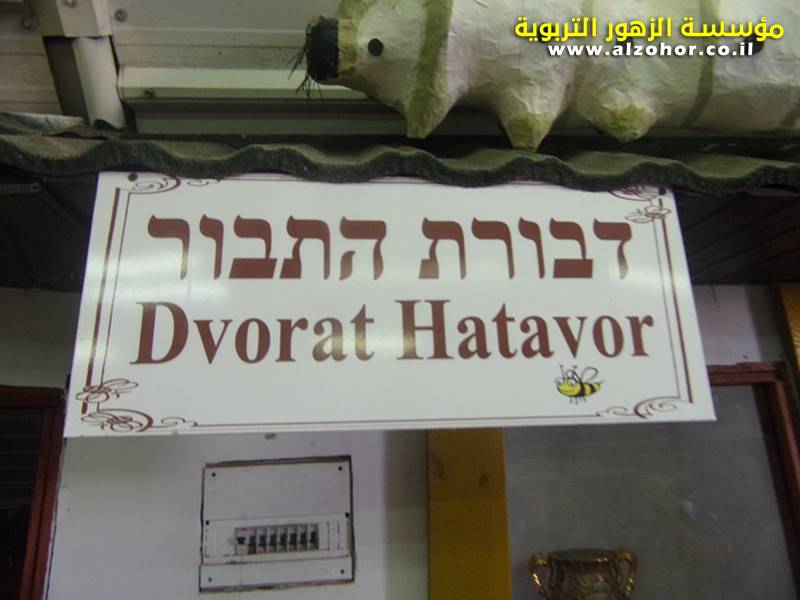 مؤسسة الزهور التربوية
www.alzohor.co.il
דבורת התבור
Dvorat Hatavor